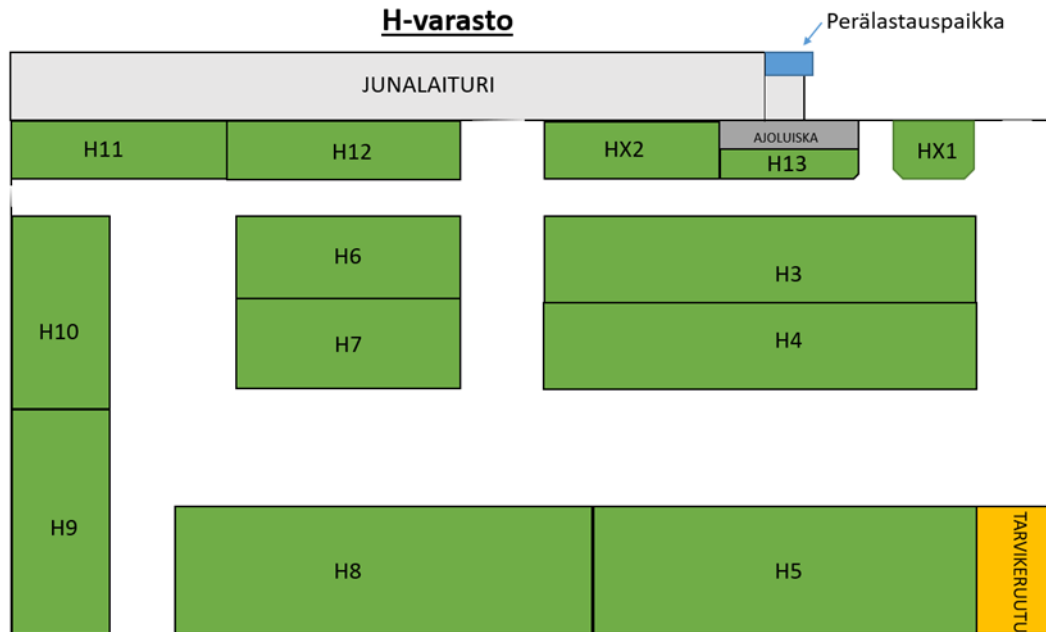 H-varasto
Perälastauspaikka
JUNALAITURI
H11
H12
HX2
AJOLUISKA
H13
HX1
H6
H3
H10
H7
H4
H9
H8
H5
TARVIKERUUTU